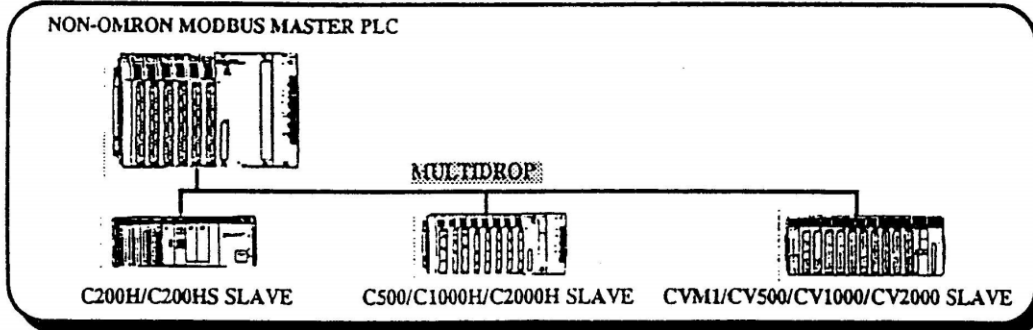 NON-OMRON MODBUS MASTER PLC
MULTIDROP
C200H/C200HS SLAVE
C500/C1000H/C2000H SLAVE
CVM1/CV500/CV1000/CV2000 SLAVE